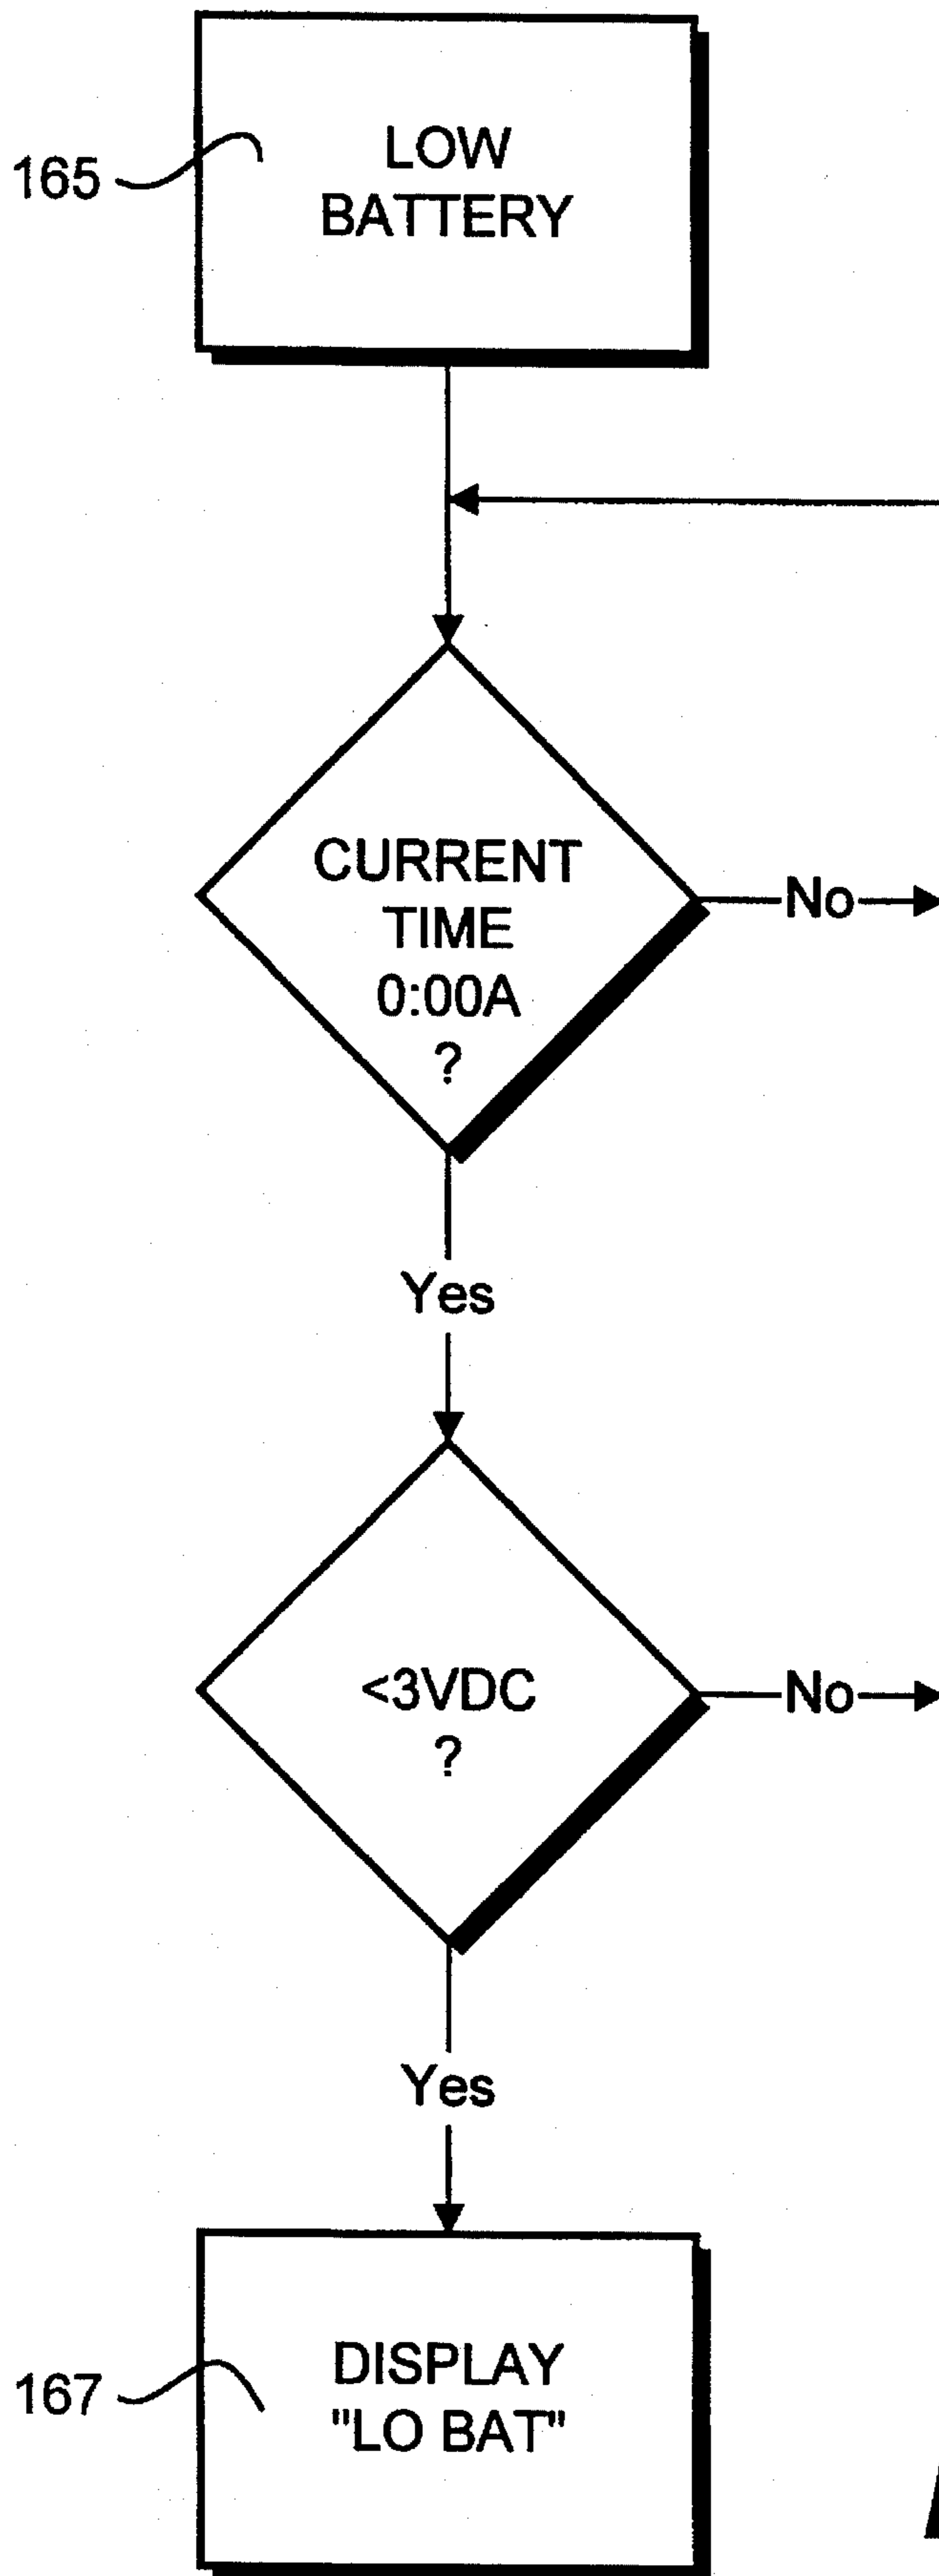 165
LOW
BATTERY
CURRENT
TIME
0:00A
?
No
Yes
<3VDC
?
No
Yes
167
DISPLAY
"LO BAT"